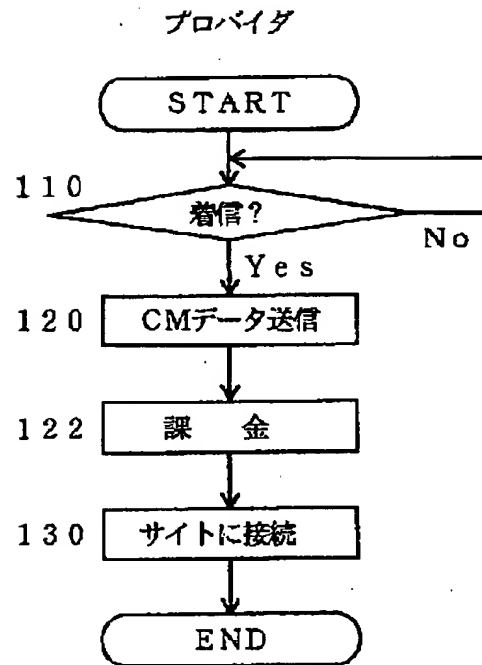 プロバイダ
START
110
着信?
No
Yes
120
CMデータ送信
122
課 金
130
サイトに接続
END